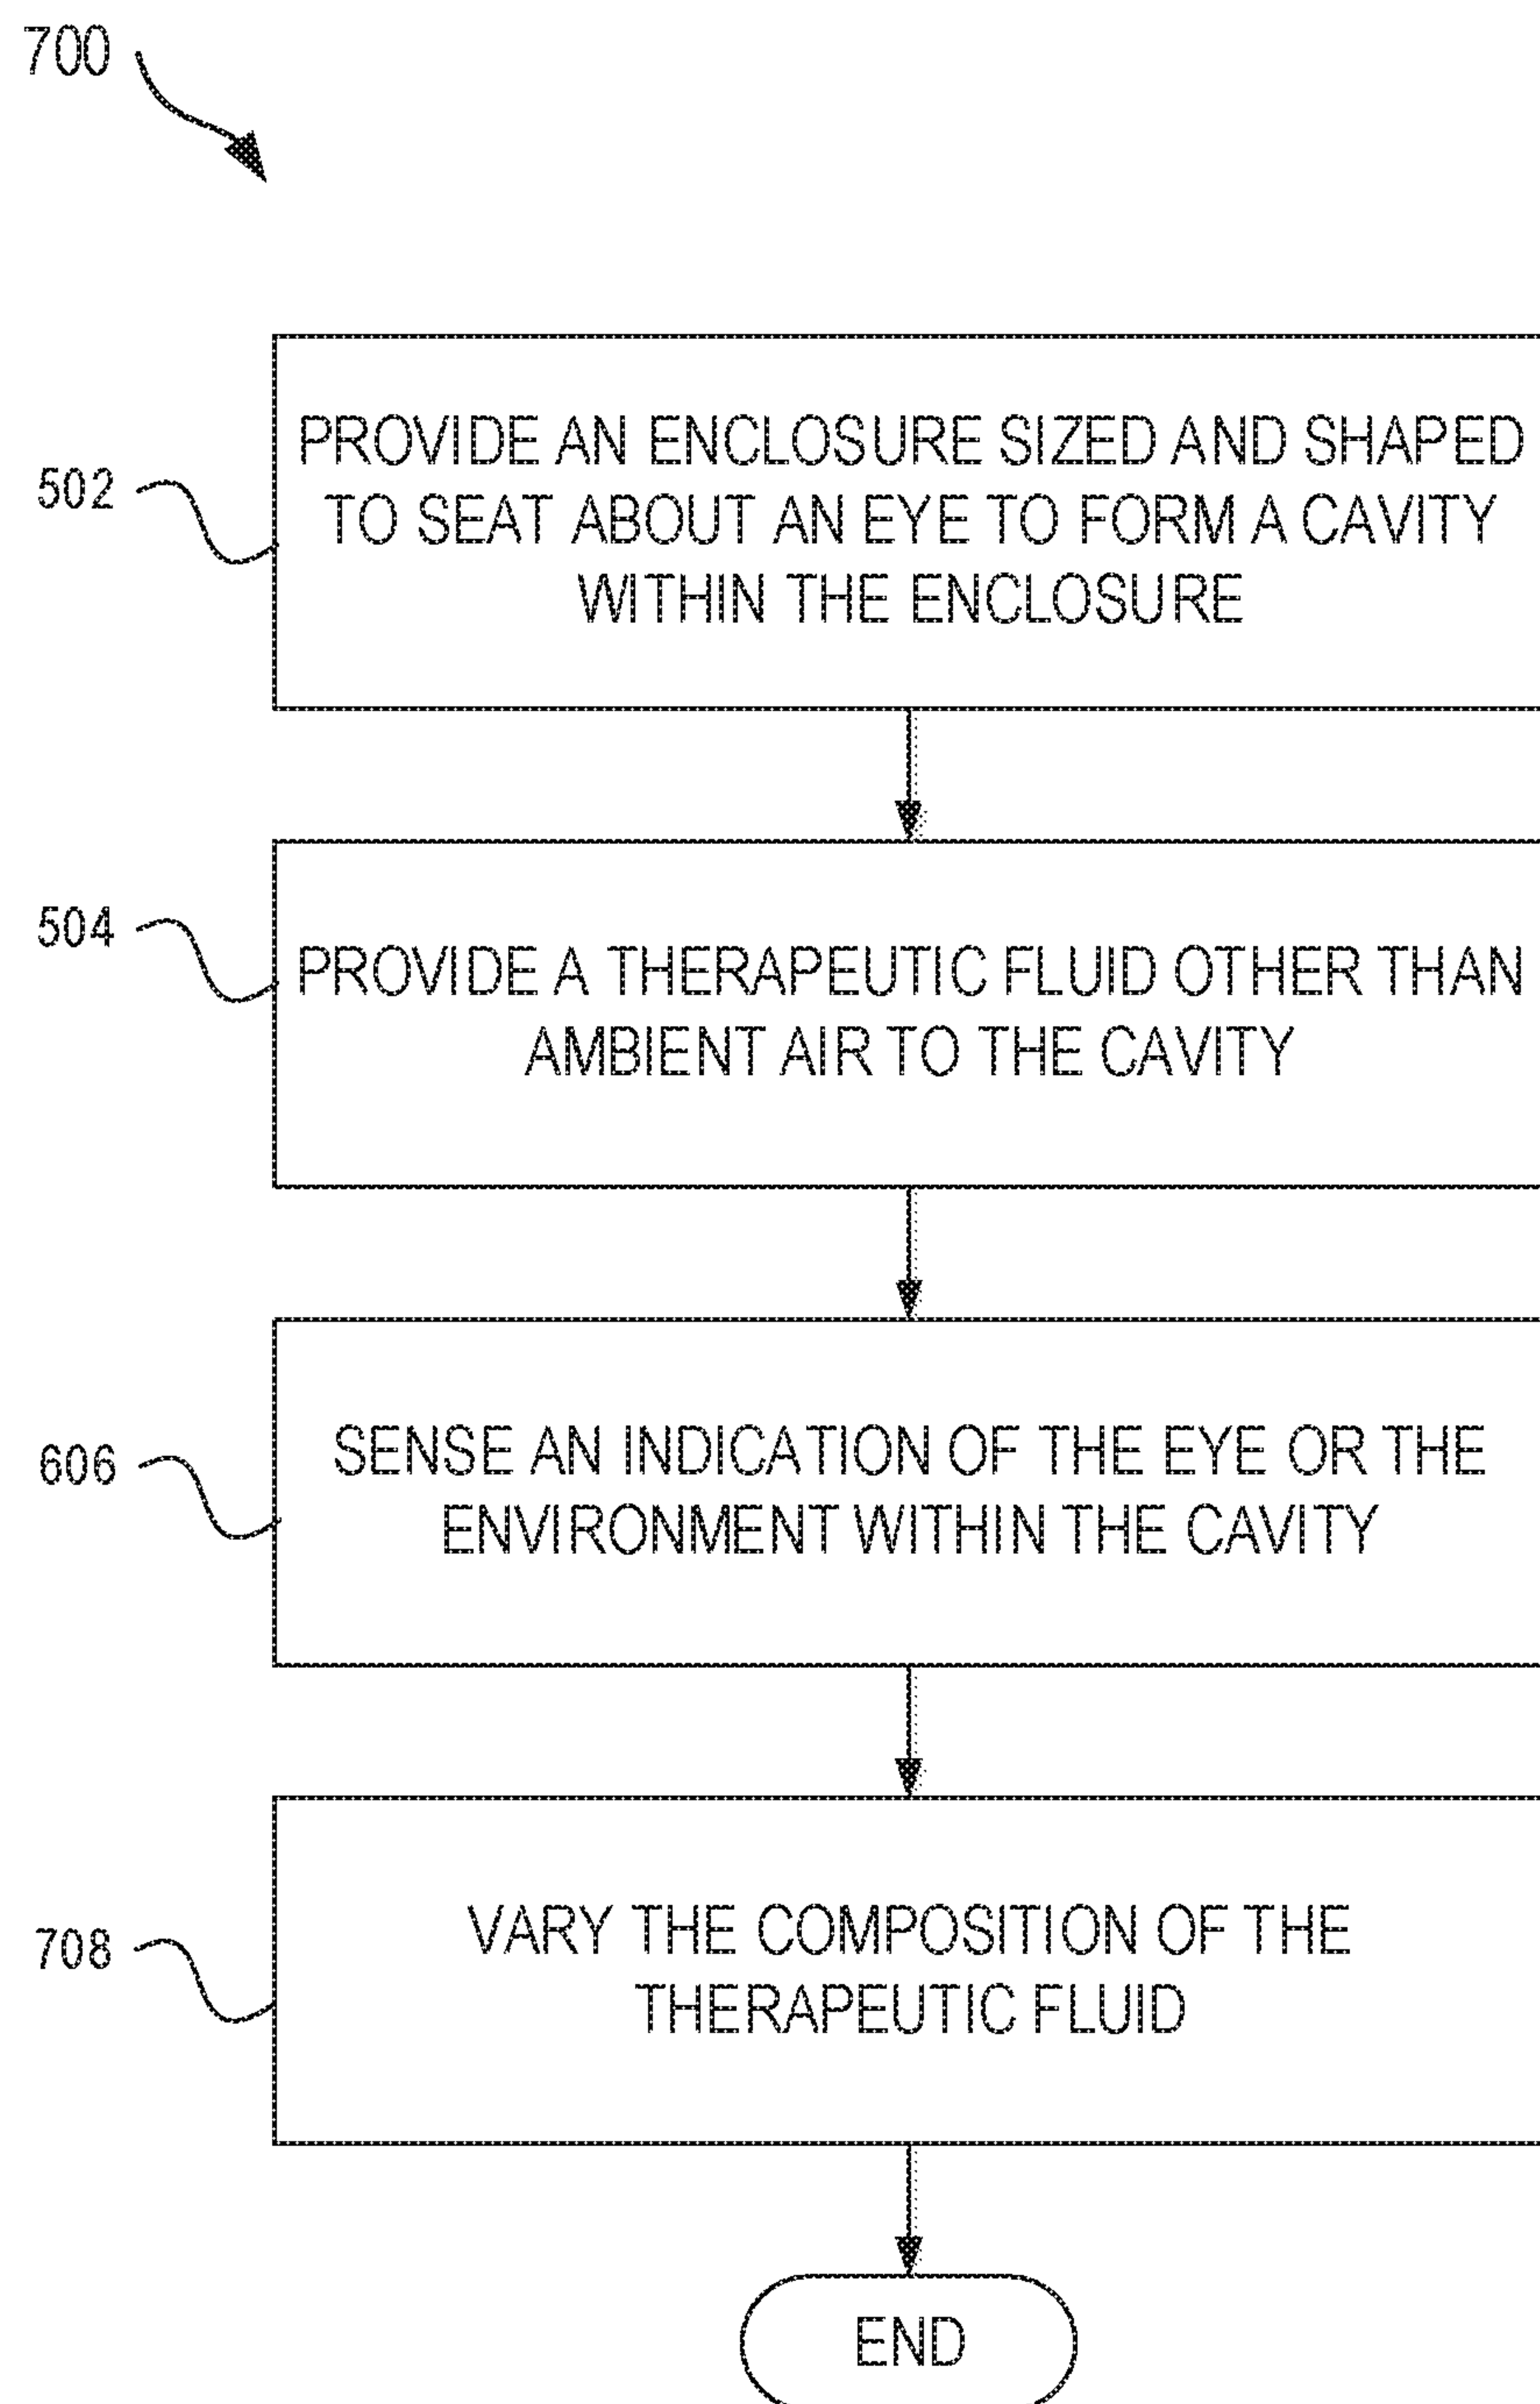 700
502
PROVIDE AN ENCLOSURE SIZED AND SHAPED
TO SEAT ABOUT AN EYE TO FORM A CAVITY
WITHIN THE ENCLOSURE
504
PROVIDE A THERAPEUTIC FLUID OTHER THAN
AMBIENT AIR TO THE CAVITY
606
SENSE AN INDICATION OF THE EYE OR THE
ENVIRONMENT WITHIN THE CAVITY
708
VARY THE COMPOSITION OF THE
THERAPEUTIC FLUID
END